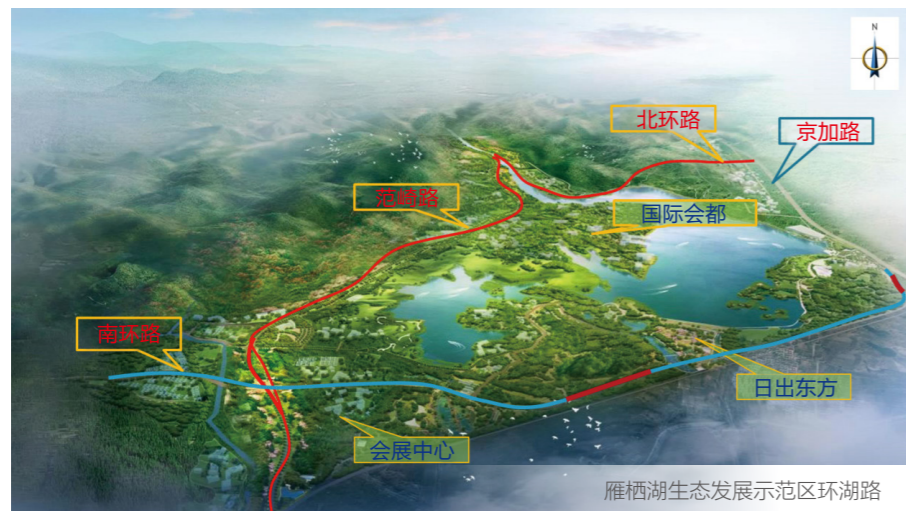 N
北环路
京加路
范崎路
国际会都
南环路
日出东方
会展中心
雁栖湖生态发展示范区环湖路